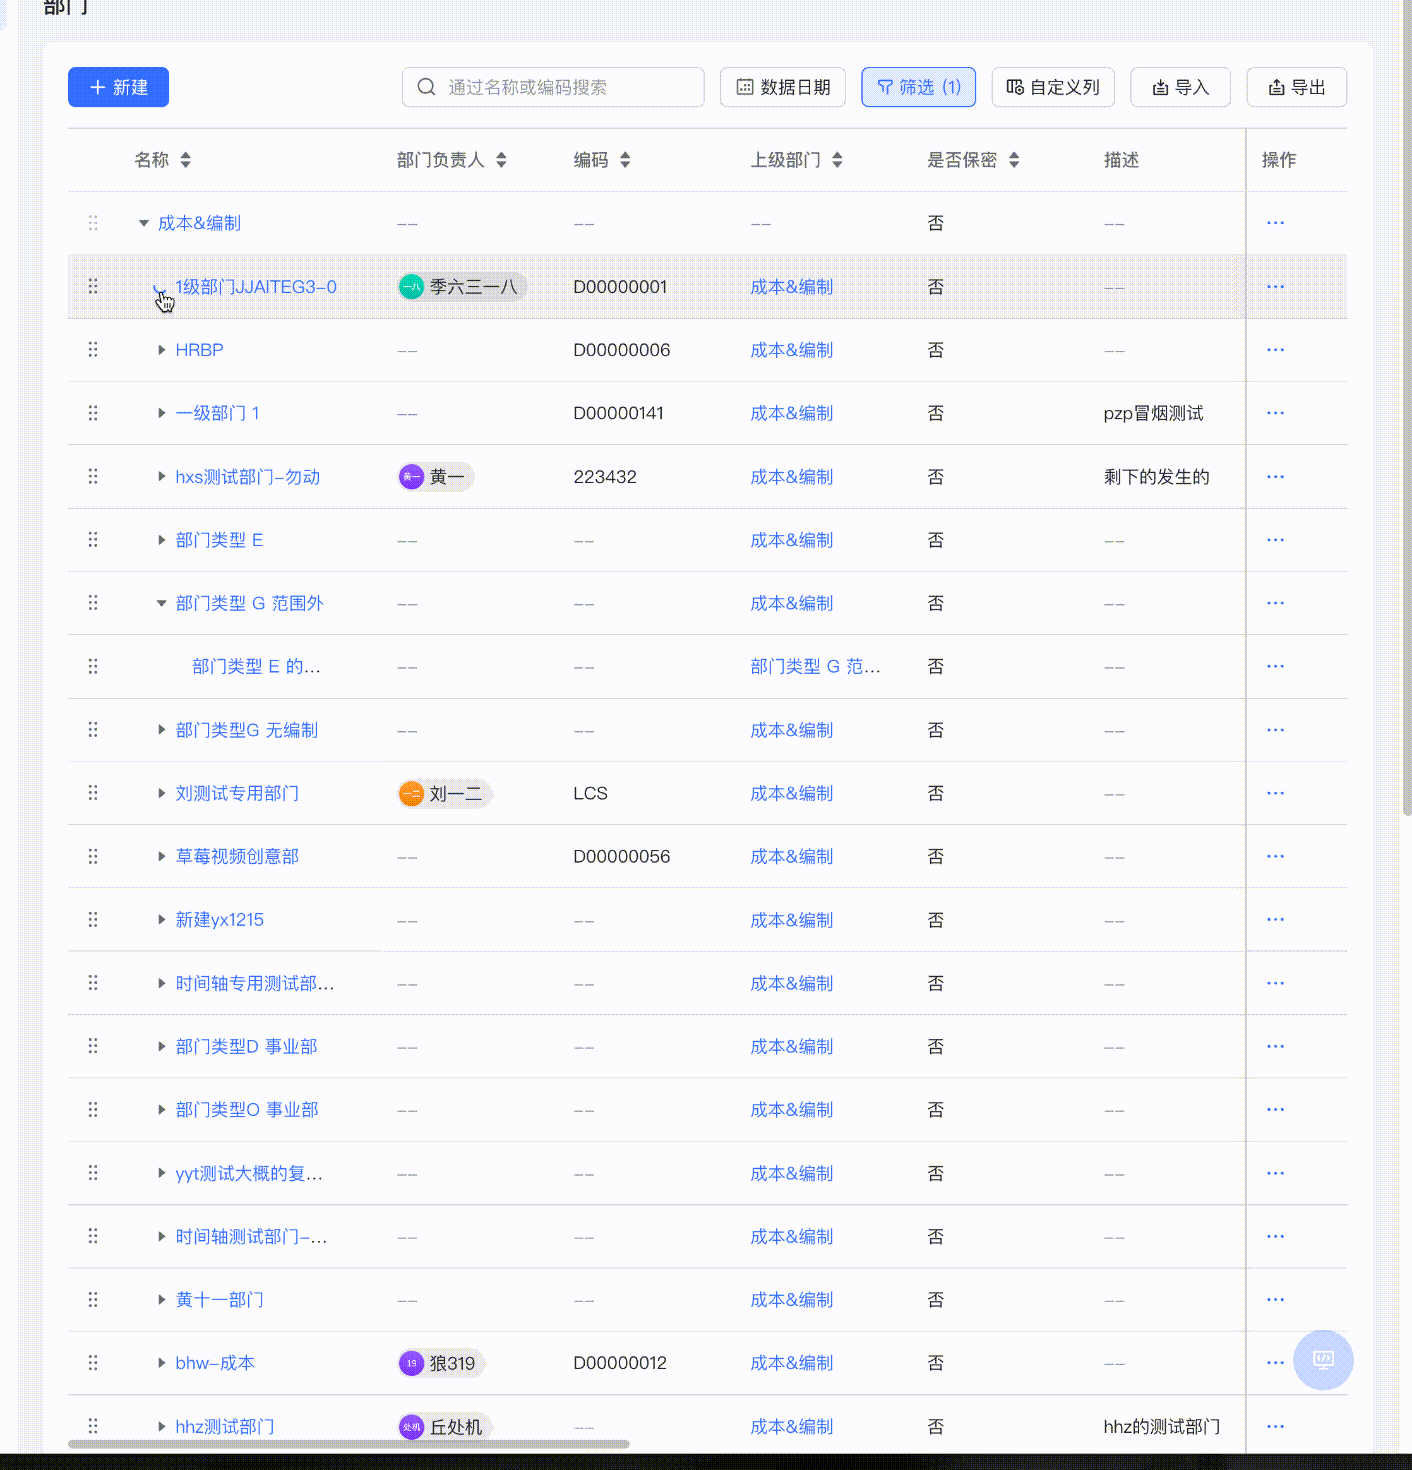 部门
新建 通过名称或编码搜索 数据日期 筛选 (1) 自定义列 导入 导出
名称 部门负责人 编码 上级部门 是否保密 描述 操作
成本&编制 -- -- -- 否 -- ...
1级部门JJAITEG3-0 一八 季六三一八 D00000001 成本&编制 否 -- ...
HRBP -- D00000006 成本&编制 否 -- ...
一级部门 1 -- D00000141 成本&编制 否 pzp冒烟测试 ...
hxs测试部门-勿动 黄一 黄一 223432 成本&编制 否 剩下的发生的 ...
部门类型 E -- -- 成本&编制 否 -- ...
部门类型 G 范围外 -- -- 成本&编制 否 -- ...
部门类型 E 的... -- -- 部门类型 G 范... 否 -- ...
部门类型G 无编制 -- -- 成本&编制 否 -- ...
刘测试专用部门 一二 刘一二 LCS 成本&编制 否 -- ...
草莓视频创意部 -- D00000056 成本&编制 否 -- ...
新建yx1215 -- -- 成本&编制 否 -- ...
时间轴专用测试部... -- -- 成本&编制 否 -- ...
部门类型D 事业部 -- -- 成本&编制 否 -- ...
部门类型O 事业部 -- -- 成本&编制 否 -- ...
yyt测试大概的复... -- -- 成本&编制 否 -- ...
时间轴测试部门-... -- -- 成本&编制 否 -- ...
黄十一部门 -- -- 成本&编制 否 -- ...
bhw-成本 19 狼319 D00000012 成本&编制 否 -- ...
hhz测试部门 处机 丘处机 -- 成本&编制 否 hhz的测试部门 ...